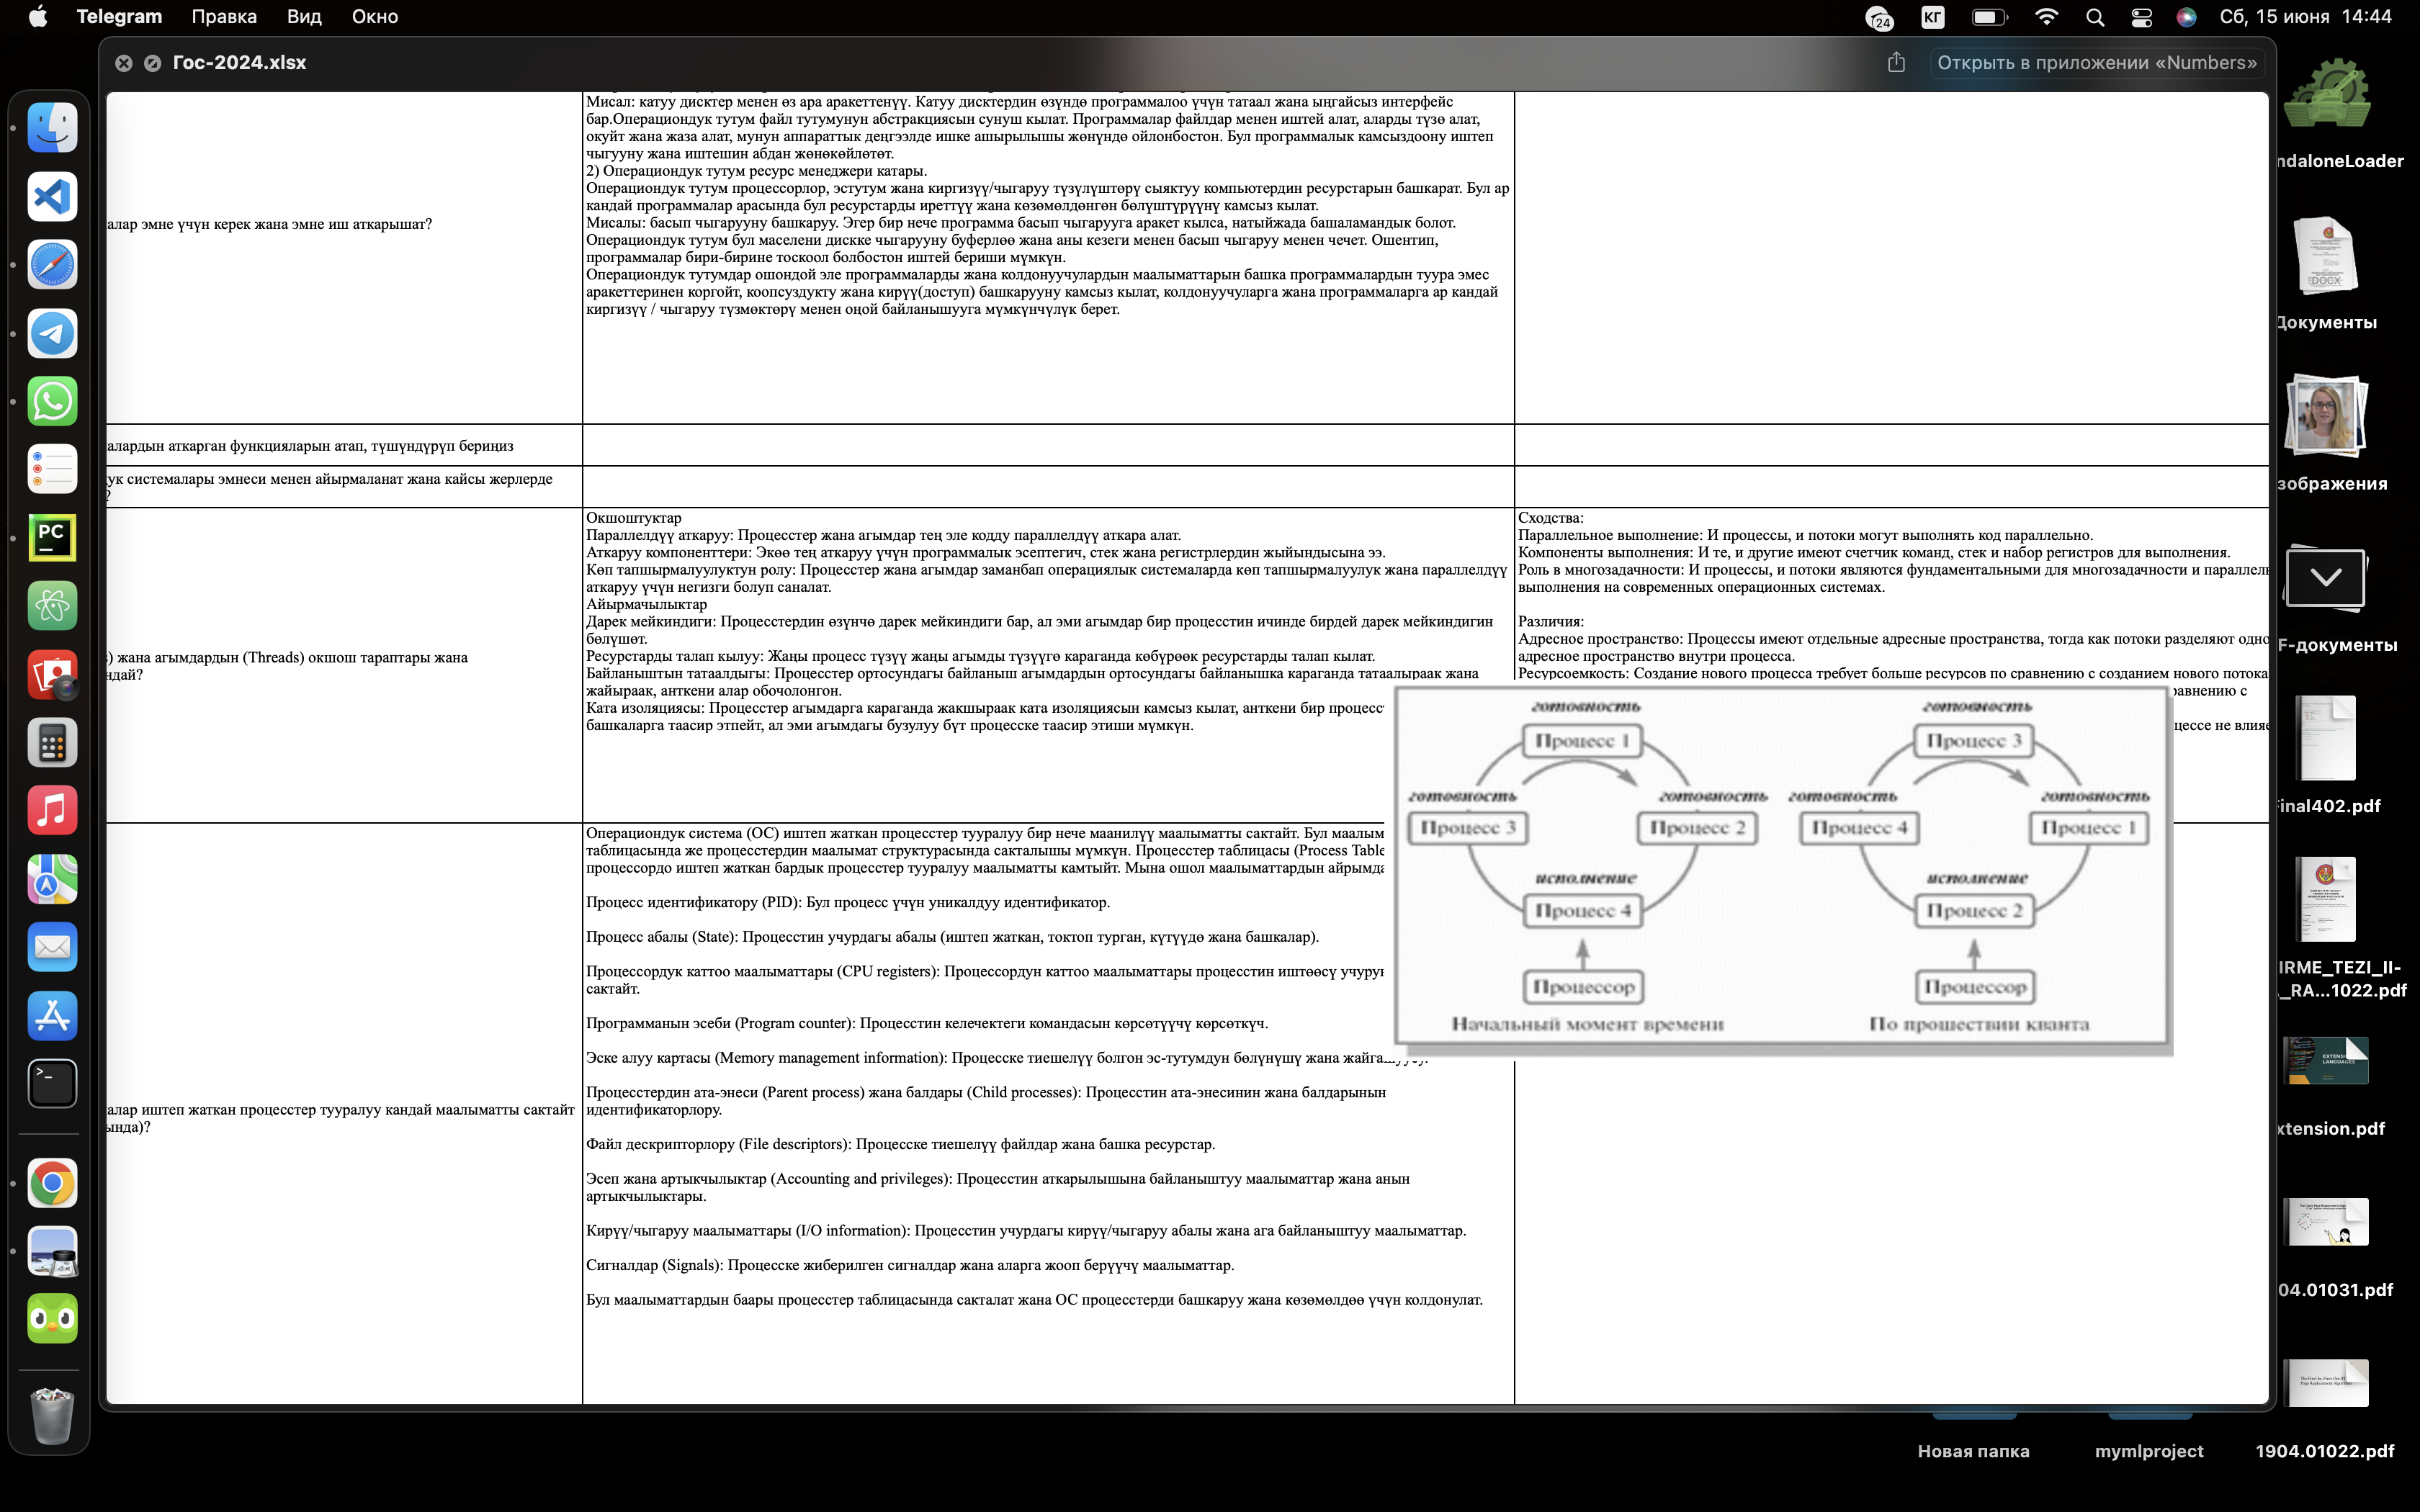 Telegram Правка Вид Окно
24 КГ Сб, 15 июня 14:44
Гос-2024.xlsx
Открыть в приложении «Numbers»
Мисал: катуу дисктер менен өз ара аракеттенүү. Катуу дисктердин өзүндө программалоо үчүн татаал жана ыңгайсыз интерфейс
бар.Операциондук тутум файл тутумунун абстракциясын сунуш кылат. Программалар файлдар менен иштей алат, аларды түзө алат,
окуйт жана жаза алат, мунун аппараттык деңгээлде ишке ашырылышы жөнүндө ойлонбостон. Бул программалык камсыздоону иштеп
чыгууну жана иштешин абдан жөнөкөйлөтөт.
2) Операциондук тутум ресурс менеджери катары.
Операциондук тутум процессорлор, эстутум жана киргизүү/чыгаруу түзүлүштөрү сыяктуу компьютердин ресурстарын башкарат. Бул ар
кандай программалар арасында бул ресурстарды иреттүү жана көзөмөлдөнгөн бөлүштүрүүнү камсыз кылат.
Мисалы: басып чыгарууну башкаруу. Эгер бир нече программа басып чыгарууга аракет кылса, натыйжада башаламандык болот.
Операциондук тутум бул маселени дискке чыгарууну буферлөө жана аны кезеги менен басып чыгаруу менен чечет. Ошентип,
программалар бири-бирине тоскоол болбостон иштей бериши мүмкүн.
Операциондук тутумдар ошондой эле программаларды жана колдонуучулардын маалыматтарын башка программалардын туура эмес
аракеттеринен коргойт, коопсуздукту жана кирүү(доступ) башкарууну камсыз кылат, колдонуучуларга жана программаларга ар кандай
киргизүү / чыгаруу түзмөктөрү менен оңой байланышууга мүмкүнчүлүк берет.
алар эмне үчүн керек жана эмне иш аткарышат?
алардын аткарган функцияларын атап, түшүндүрүп бериңиз
ук системалары эмнеси менен айырмаланат жана кайсы жерлерде
?
) жана агымдардын (Threads) окшош тараптары жана
ндай?
Окшоштуктар
Параллелдүү аткаруу: Процесстер жана агымдар тең эле кодду параллелдүү аткара алат.
Аткаруу компоненттери: Экөө тең аткаруу үчүн программалык эсептегич, стек жана регистрлердин жыйындысына ээ.
Көп тапшырмалуулуктун ролу: Процесстер жана агымдар заманбап операциялык системаларда көп тапшырмалуулук жана параллелдүү
аткаруу үчүн негизги болуп саналат.
Айырмачылыктар
Дарек мейкиндиги: Процесстердин өзүнчө дарек мейкиндиги бар, ал эми агымдар бир процесстин ичинде бирдей дарек мейкиндигин
бөлүшөт.
Ресурстарды талап кылуу: Жаңы процесс түзүү жаңы агымды түзүүгө караганда көбүрөөк ресурстарды талап кылат.
Байланыштын татаалдыгы: Процесстер ортосундагы байланыш агымдардын ортосундагы байланышка караганда татаалыраак жана
жайыраак, анткени алар обочолонгон.
Ката изоляциясы: Процесстер агымдарга караганда жакшыраак ката изоляциясын камсыз кылат, анткени бир процесс
башкаларга таасир этпейт, ал эми агымдагы бузулуу бүт процесске таасир этиши мүмкүн.
Сходства:
Параллельное выполнение: И процессы, и потоки могут выполнять код параллельно.
Компоненты выполнения: И те, и другие имеют счетчик команд, стек и набор регистров для выполнения.
Роль в многозадачности: И процессы, и потоки являются фундаментальными для многозадачности и параллель
выполнения на современных операционных системах.
Различия:
Адресное пространство: Процессы имеют отдельные адресные пространства, тогда как потоки разделяют одно
адресное пространство внутри процесса.
Ресурсоемкость: Создание нового процесса требует больше ресурсов по сравнению с созданием нового потока
равнению с
цессе не влияе
готовность
Процесс 1
готовность готовность
Процесс 3 Процесс 2
исполнение
Процесс 4
Процессор
Начальный момент времени
готовность
Процесс 3
готовность готовность
Процесс 4 Процесс 1
исполнение
Процесс 2
Процессор
По прошествии кванта
алар иштеп жаткан процесстер тууралуу кандай маалыматты сактайт
ында)?
Операциондук система (ОС) иштеп жаткан процесстер тууралуу бир нече маанилүү маалыматты сактайт. Бул маалым
таблицасында же процесстердин маалымат структурасында сакталышы мүмкүн. Процесстер таблицасы (Process Table
процессордо иштеп жаткан бардык процесстер тууралуу маалыматты камтыйт. Мына ошол маалыматтардын айрымда
Процесс идентификатору (PID): Бул процесс үчүн уникалдуу идентификатор.
Процесс абалы (State): Процесстин учурдагы абалы (иштеп жаткан, токтоп турган, күтүүдө жана башкалар).
Процессордук каттоо маалыматтары (CPU registers): Процессордун каттоо маалыматтары процесстин иштөөсү учурун
сактайт.
Программанын эсеби (Program counter): Процесстин келечектеги командасын көрсөтүүчү көрсөткүч.
Эске алуу картасы (Memory management information): Процесске тиешелүү болгон эс-тутумдун бөлүнүшү жана
Процесстердин ата-энеси (Parent process) жана балдары (Child processes): Процесстин ата-энесинин жана балдарынын
идентификаторлору.
Файл дескрипторлору (File descriptors): Процесске тиешелүү файлдар жана башка ресурстар.
Эсеп жана артыкчылыктар (Accounting and privileges): Процесстин аткарылышына байланыштуу маалыматтар жана анын
артыкчылыктары.
Кирүү/чыгаруу маалыматтары (I/O information): Процесстин учурдагы кирүү/чыгаруу абалы жана ага байланыштуу маалыматтар.
Сигналдар (Signals): Процесске жиберилген сигналдар жана аларга жооп берүүчү маалыматтар.
Бул маалыматтардын баары процесстер таблицасында сакталат жана ОС процесстерди башкаруу жана көзөмөлдөө үчүн колдонулат.
PC
ndaloneLoader
DOCX
Документы
зображения
F-документы
Final402.pdf
IRME_TEZI_II-
_RA...1022.pdf
xtension.pdf
04.01031.pdf
Новая папка mymlproject 1904.01022.pdf